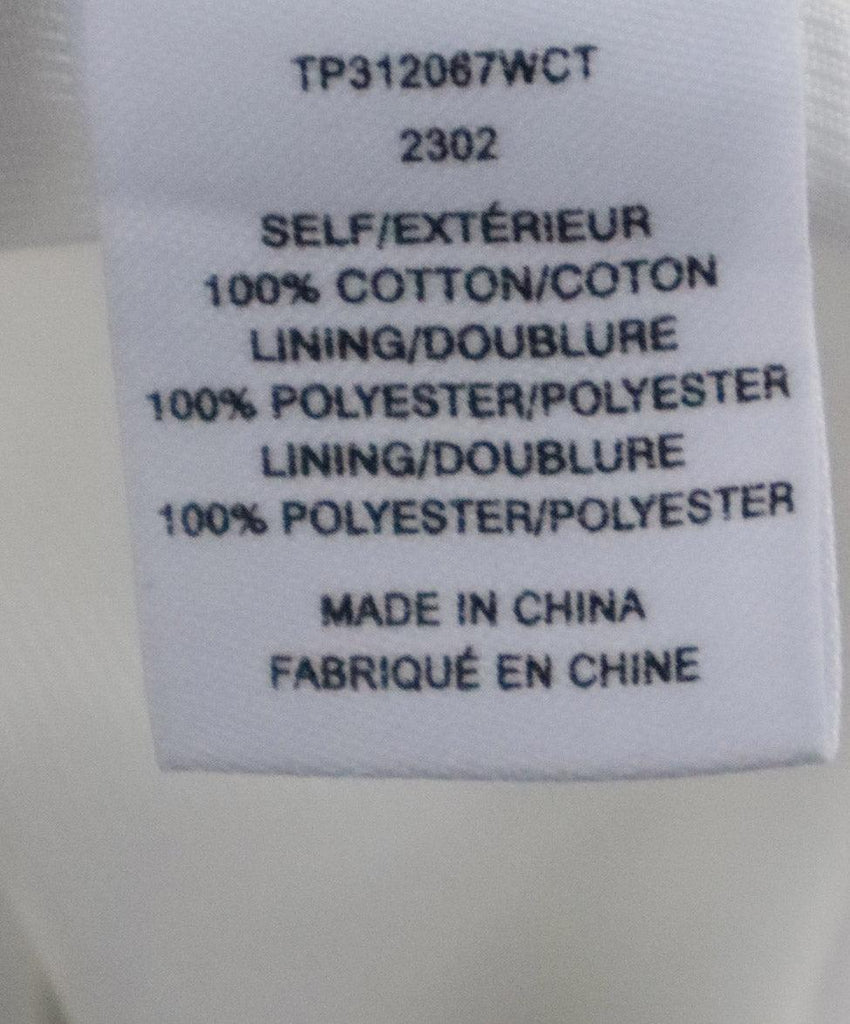 TP312067WCT
2302
SELF/EXTÉRIEUR
100% COTTON/COTON
LINING/DOUBLURE
100% POLYESTER/POLYESTER
LINING/DOUBLURE
100% POLYESTER/POLYESTER
MADE IN CHINA
FABRIQUÉ EN CHINE